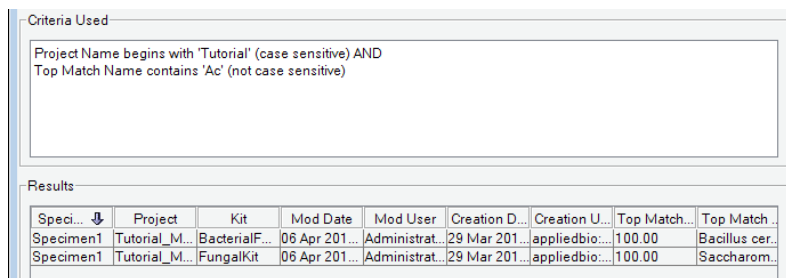 Criteria Used
Project Name begins with 'Tutorial' (case sensitive) AND
Top Match Name contains 'Ac' (not case sensitive)
Results
Speci... Project Kit Mod Date Mod User Creation D... Creation U... Top Match... Top Match ..
Specimen1 Tutorial_M... BacterialF... 06 Apr 201... Administrat... 29 Mar 201... appliedbio:... 100.00 Bacillus cer...
Specimen1 Tutorial_M... FungalKit 06 Apr 201... Administrat... 29 Mar 201... appliedbio:... 100.00 Saccharom...